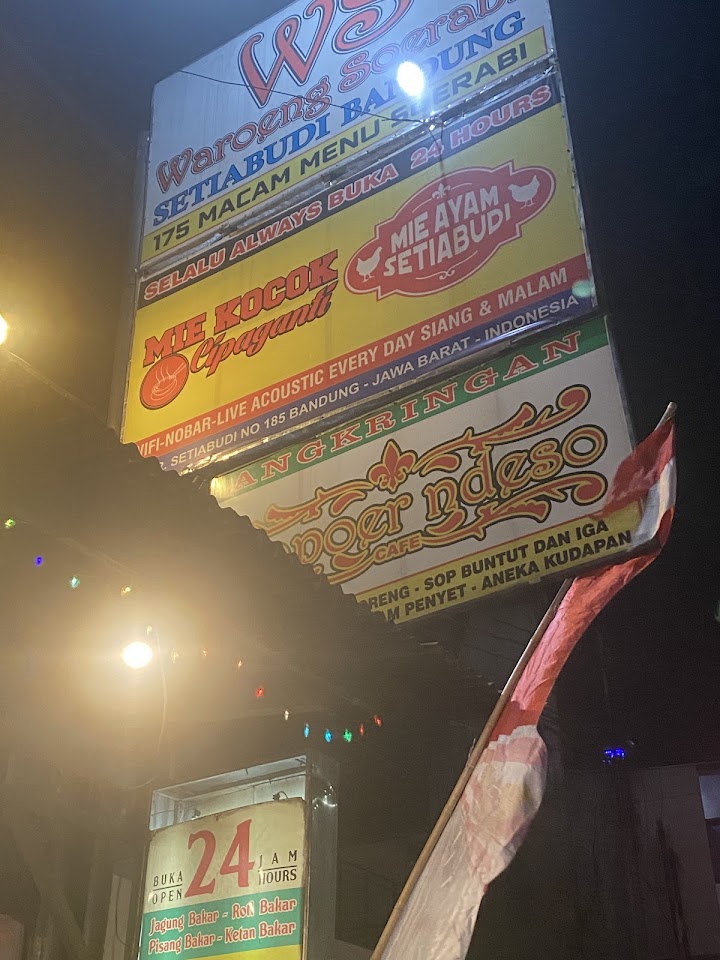 WS
Waroeng Soerabi
SETIABUDI BANDUNG
175 MACAM MENU SOERABI
SELALU ALWAYS BUKA 24 HOURS
MIE AYAM
SETIABUDI
MIE KOCOK
Cipaganti
WIFI-NOBAR-LIVE ACOUSTIC EVERY DAY SIANG & MALAM
SETIABUDI NO 185 BANDUNG - JAWA BARAT - INDONESIA
ANGKRINGAN
ndeso
CAFE
SOP BUNTUT DAN IGA
PENYET - ANEKA KUDAPAN
BUKA 24 JAM
OPEN HOURS
Jagung Bakar - Roti Bakar
Pisang Bakar - Ketan Bakar